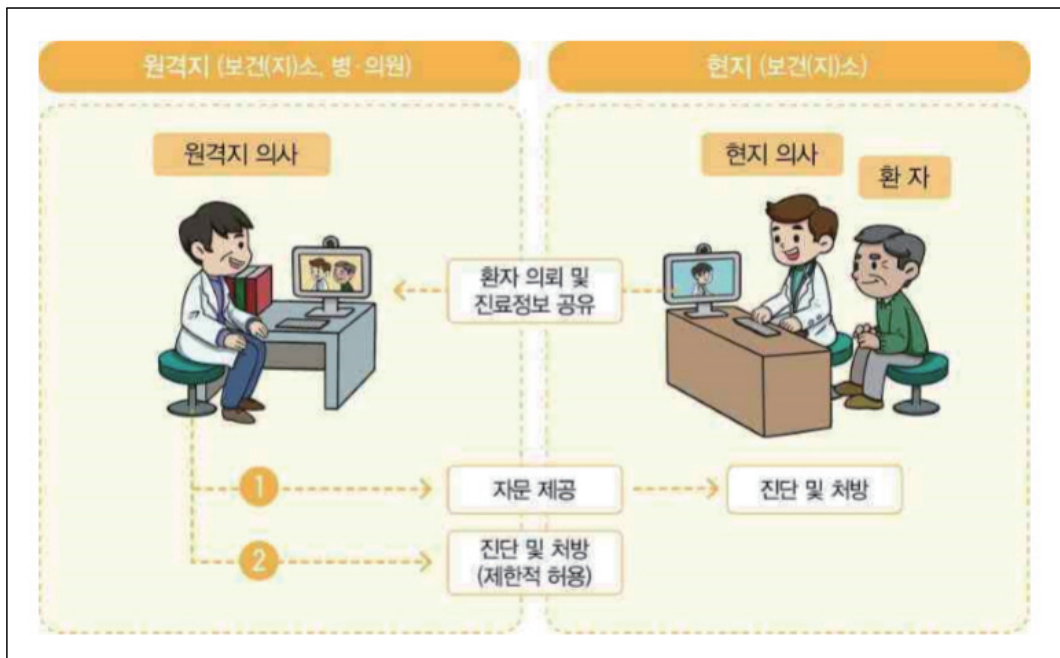 원격지 (보건(지)소, 병·의원)
현지 (보건(지)소)
원격지 의사
현지 의사
환 자
환자 의뢰 및
진료정보 공유
1
자문 제공
진단 및 처방
2
진단 및 처방
(제한적 허용)